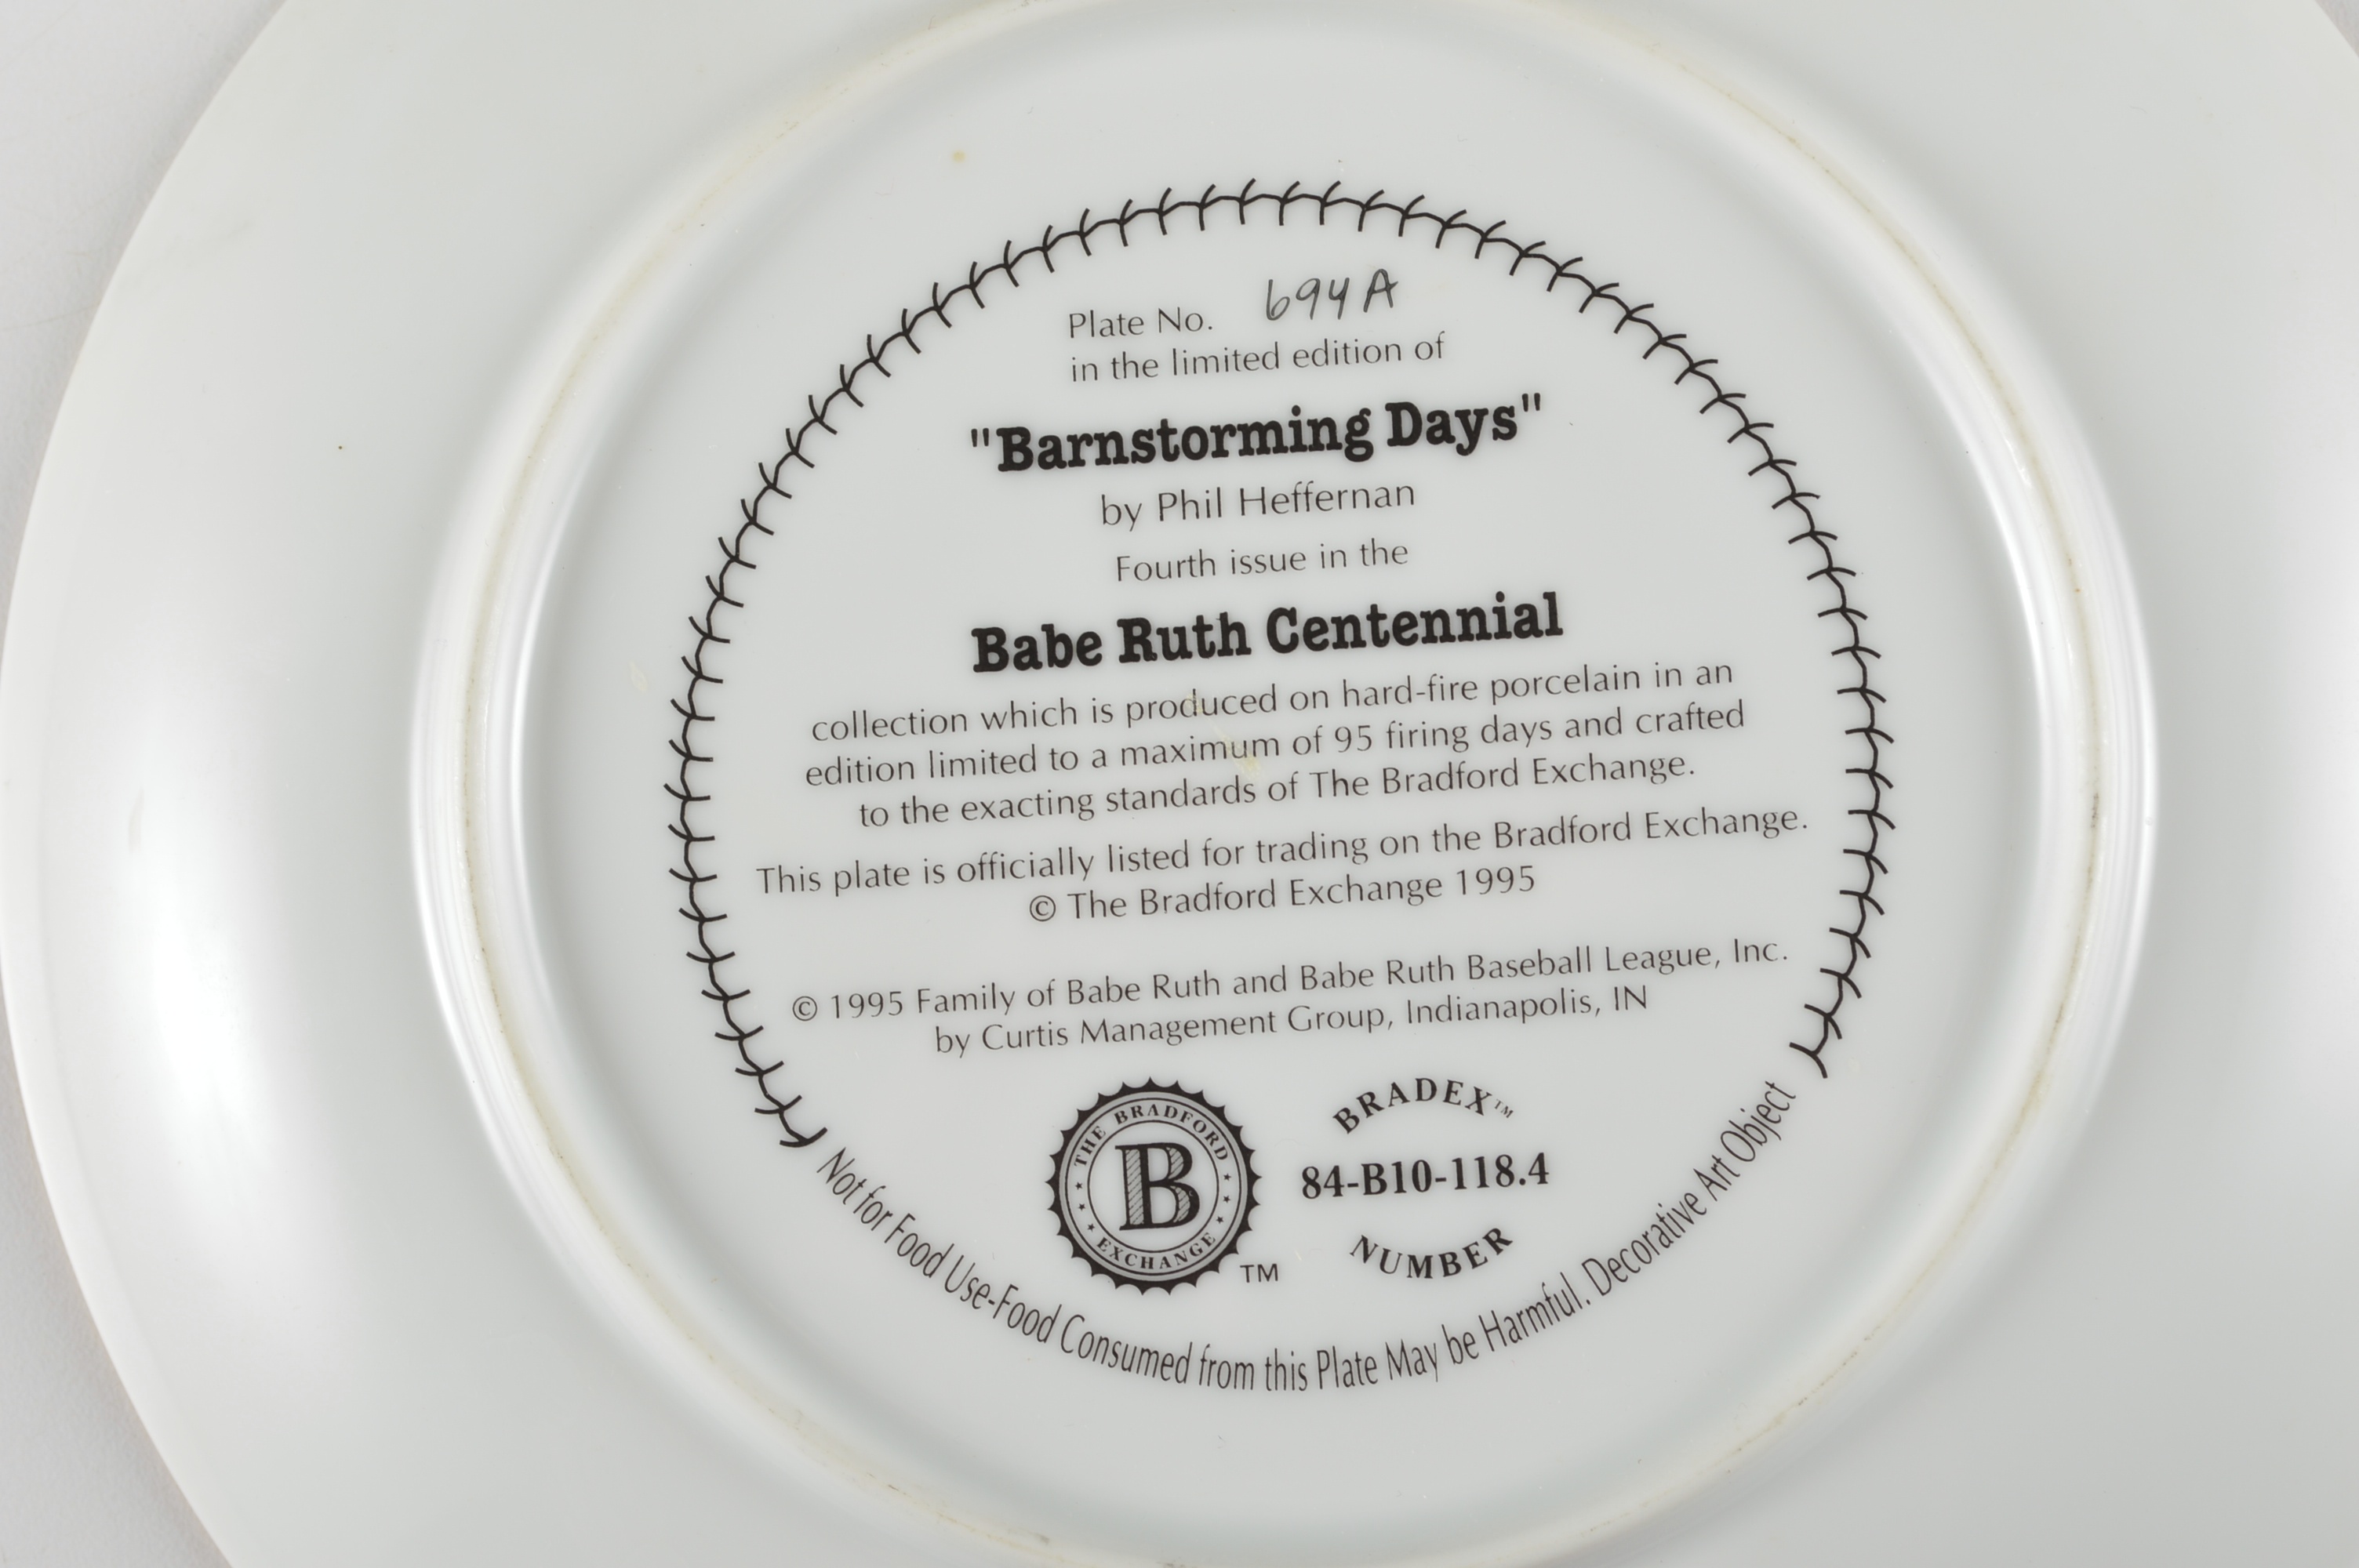 Plate No. 694A
in the limited edition of
"Barnstorming Days"
by Phil Heffernan
Fourth issue in the
Babe Ruth Centennial
collection which is produced on hard-fire porcelain in an
edition limited to a maximum of 95 firing days and crafted
to the exacting standards of The Bradford Exchange.
This plate is officially listed for trading on the Bradford Exchange.
© The Bradford Exchange 1995
© 1995 Family of Babe Ruth and Babe Ruth Baseball League, Inc.
by Curtis Management Group, Indianapolis, IN
THE BRADFORD
B
EXCHANGE
TM
BRADEX™
84-B10-118.4
NUMBER
Not for Food Use-Food Consumed from this Plate May be Harmful. Decorative Art Object